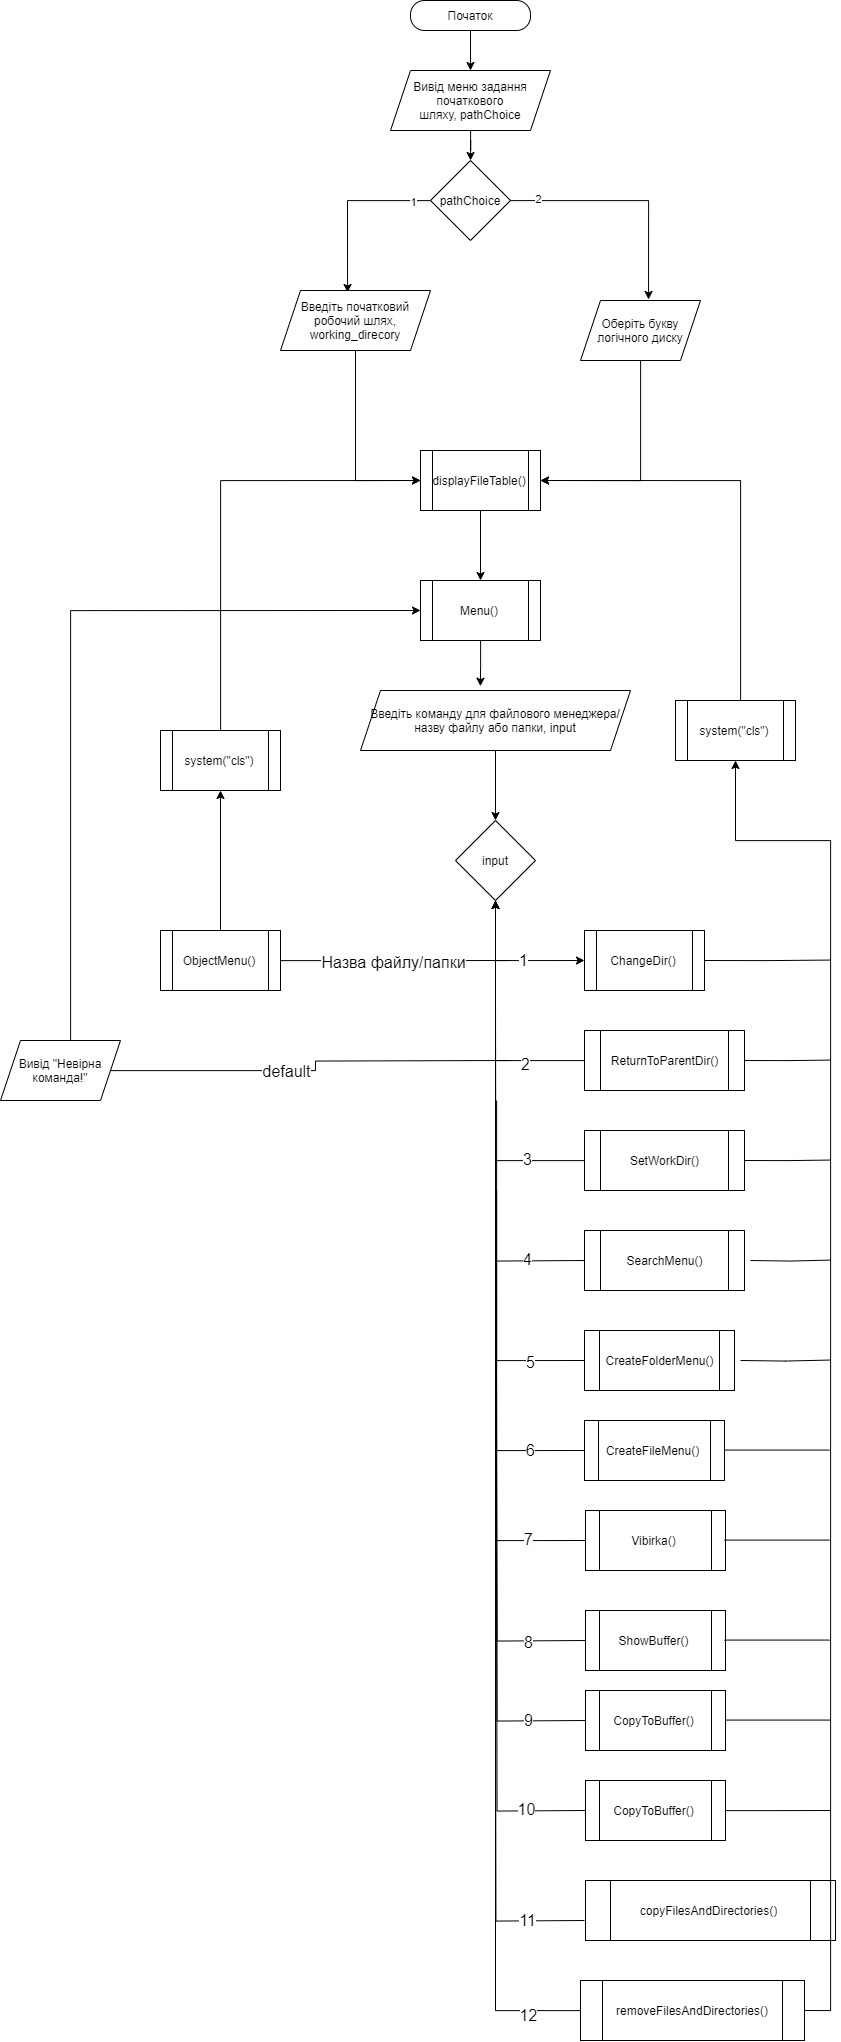 Початок
Вивід меню задання
початкового
шляху, pathChoice
pathChoice
1
2
Введіть початковий
робочий шлях,
working_direcory
Оберіть букву
логічного диску
displayFileTable()
Menu()
Введіть команду для файлового менеджера/
назву файлу або папки, input
system("cls")
system("cls")
input
ObjectMenu()
Назва файлу/папки
1
ChangeDir()
Вивід "Невірна
команда!"
default
2
ReturnToParentDir()
3
SetWorkDir()
4
SearchMenu()
5
CreateFolderMenu()
6
CreateFileMenu()
7
Vibirka()
8
ShowBuffer()
9
CopyToBuffer()
10
CopyToBuffer()
11
copyFilesAndDirectories()
12
removeFilesAndDirectories()